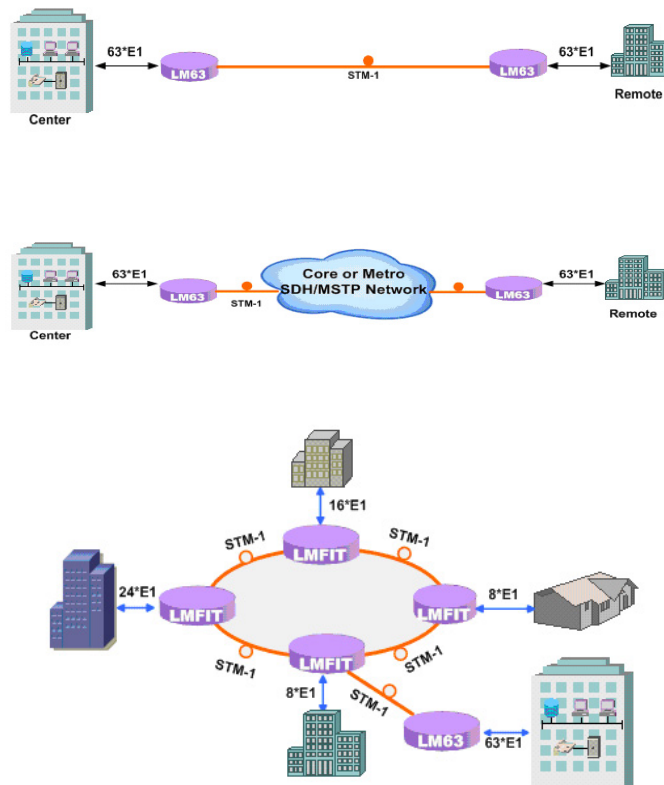 63*E1
LM63
STM-1
LM63
63*E1
Center
Remote
63*E1
LM63
STM-1
Core or Metro
SDH/MSTP Network
LM63
63*E1
Center
Remote
16*E1
STM-1
LMFIT
STM-1
24*E1
LMFIT
LMFIT
8*E1
STM-1
LMFIT
STM-1
8*E1
STM-1
LM63
63*E1